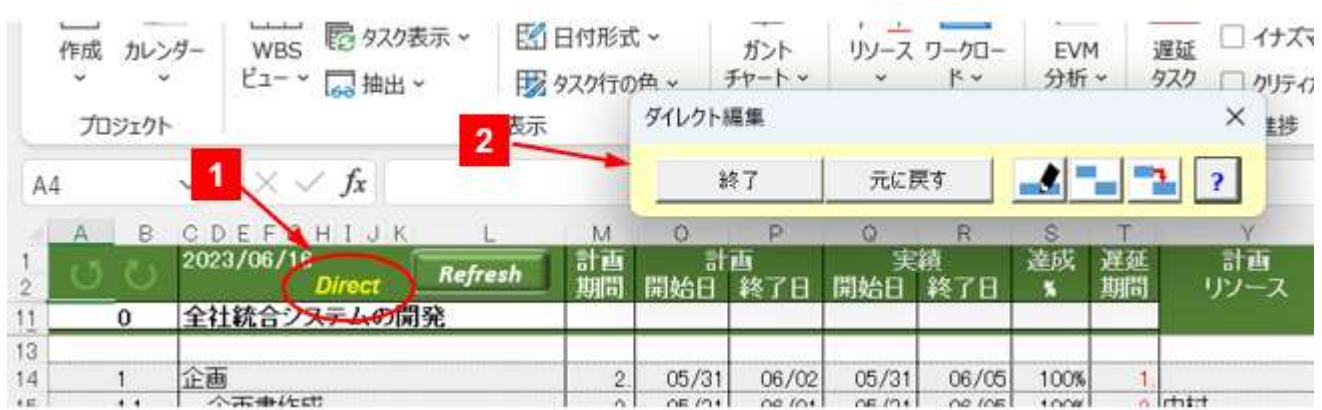 タスク表示
日付形式
イナズマ
作成 カレンダー WBS ビュー 抽出 タスク行の色 ガント チャート リソース ワークロード EVM 分析 遅延 タスク
プロジェクト 表示 進捗
ダイレクト編集 ×
2
終了 元に戻す ?
A4 1 fx
A B C D E F G H I J K L M O P Q R S T Y
1 2023/06/16 計画 計画 実績 達成 遅延 計画
2 Direct Refresh 期間 開始日 終了日 開始日 終了日 % 期間 リソース
11 0 全社統合システムの開発
13
14 1 企画 2. 05/31 06/02 05/31 06/05 100% 1.